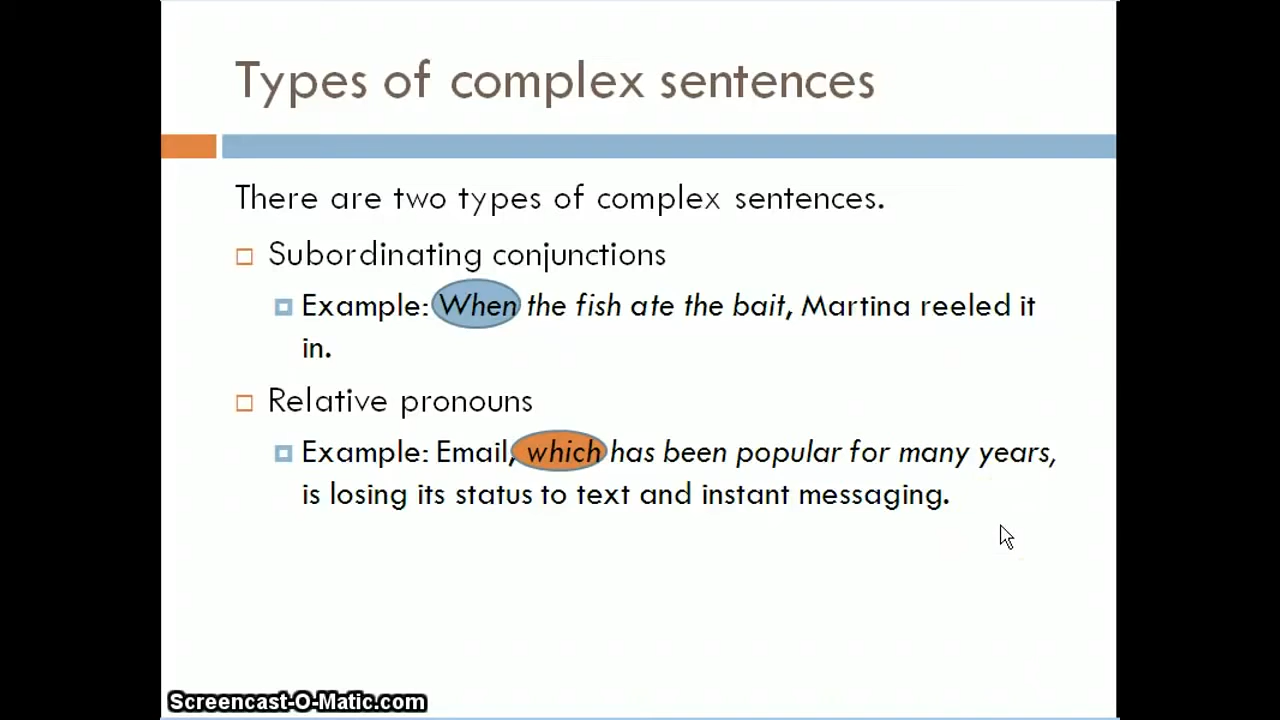 Types of complex sentences
There are two types of complex sentences.
Subordinating conjunctions
Example: When the fish ate the bait, Martina reeled it
in.
Relative pronouns
Example: Email, which has been popular for many years,
is losing its status to text and instant messaging.
Screencast-O-Matic.com